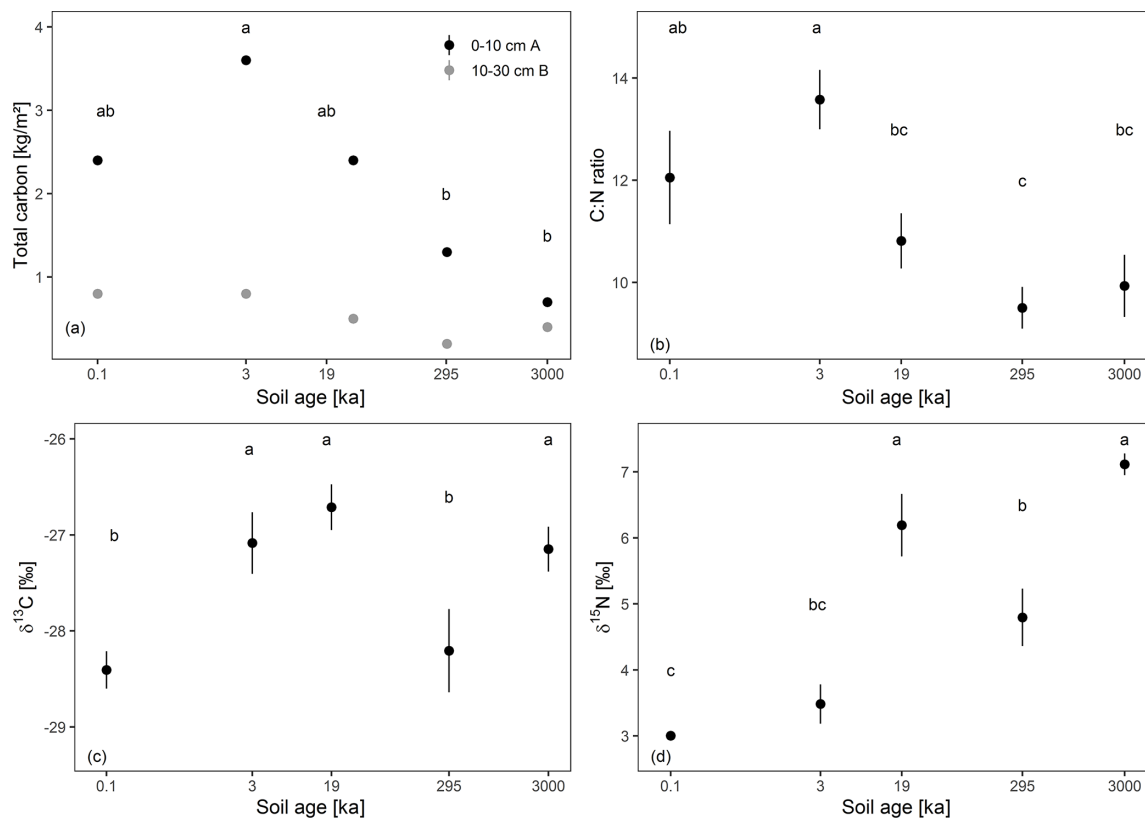 4
3
2
1
Total carbon [kg/m²]
a
ab
ab
b
b
0-10 cm A
10-30 cm B
(a)
0.1 3 19 295 3000
Soil age [ka]
14
12
10
C:N ratio
ab
a
bc
c
bc
(b)
0.1 3 19 295 3000
Soil age [ka]
-26
-27
-28
-29
δ¹³C [‰]
b
a
a
b
a
(c)
0.1 3 19 295 3000
Soil age [ka]
7
6
5
4
3
δ¹⁵N [‰]
c
bc
a
b
a
(d)
0.1 3 19 295 3000
Soil age [ka]